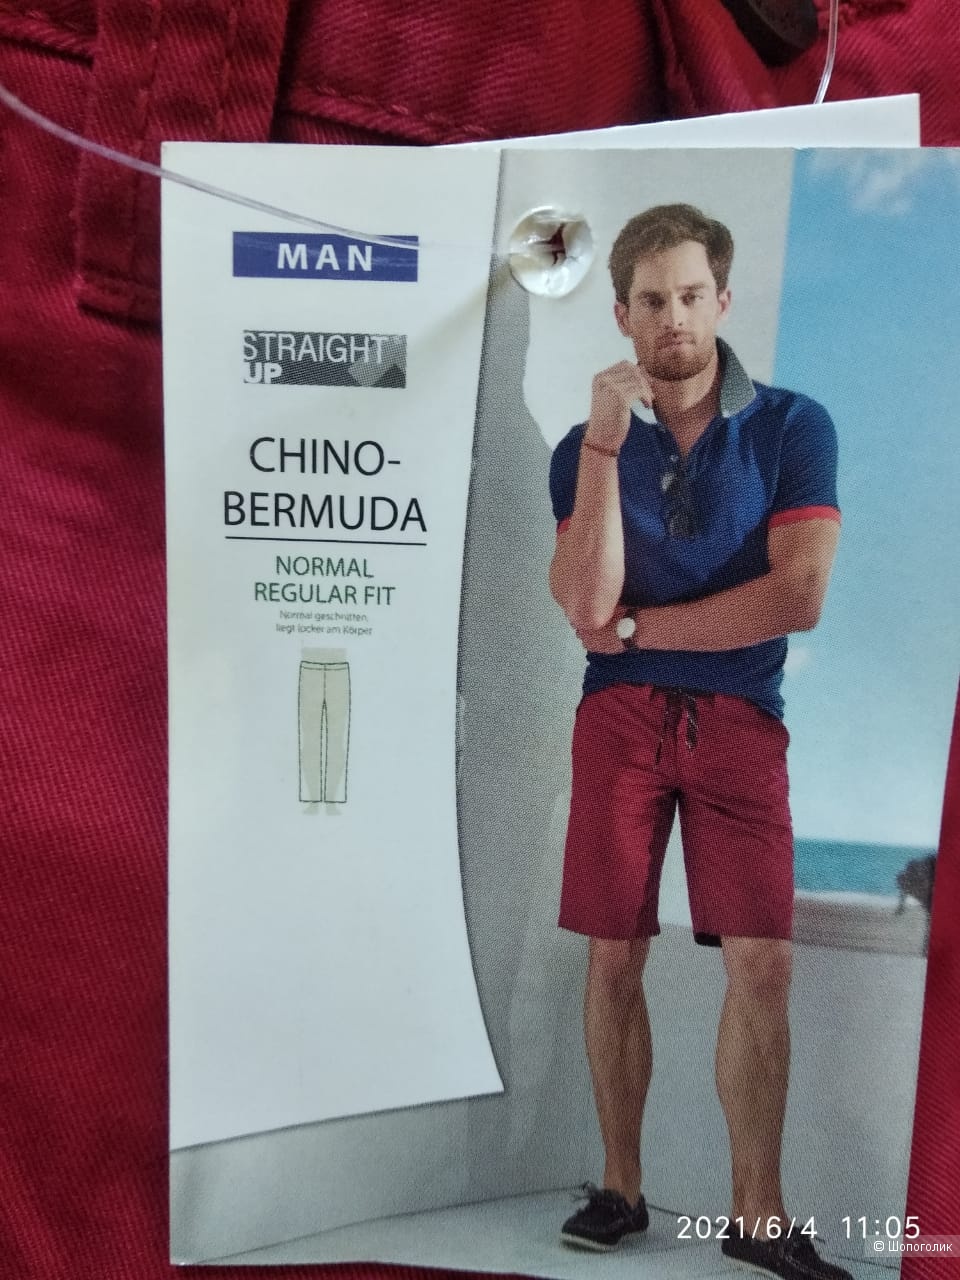 MAN
STRAIGHT
UP
CHINO-
BERMUDA
NORMAL
REGULAR FIT
Normal geschnitten,
liegt locker am Körper
2021/6/4 11:05
© Шопоголик